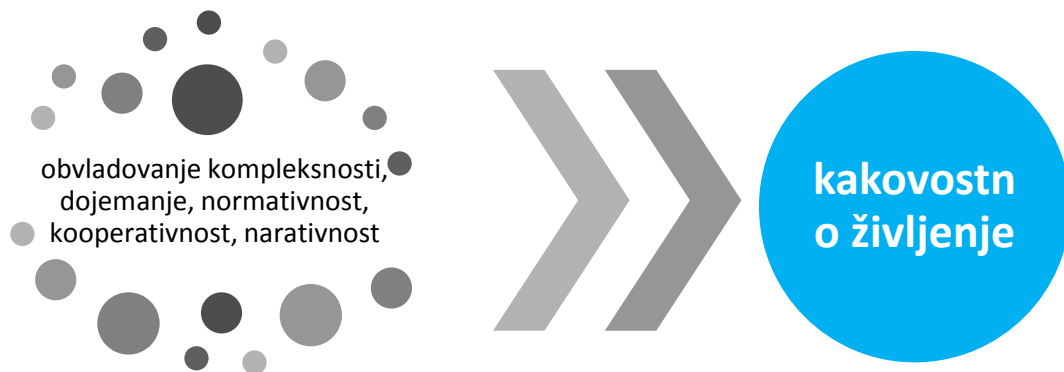 obvladovanje kompleksnosti,
dojemanje, normativnost,
kooperativnost, narativnost
kakovostn
o življenje